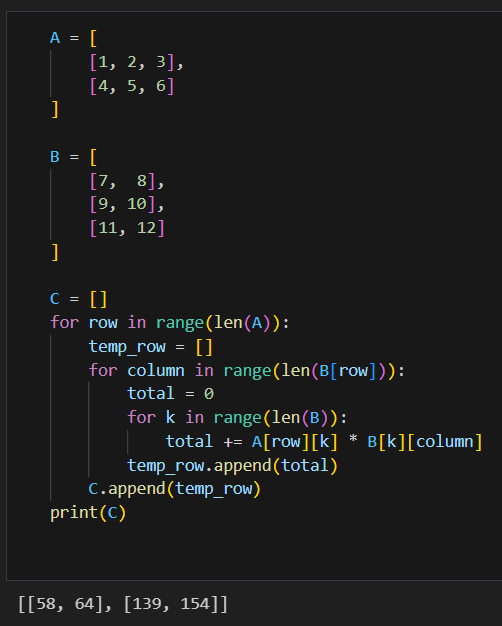 A = [
    [1, 2, 3],
    [4, 5, 6]
]

B = [
    [7,  8],
    [9, 10],
    [11, 12]
]

C = []
for row in range(len(A)):
    temp_row = []
    for column in range(len(B[row])):
        total = 0
        for k in range(len(B)):
            total += A[row][k] * B[k][column]
        temp_row.append(total)
    C.append(temp_row)
print(C)

[[58, 64], [139, 154]]